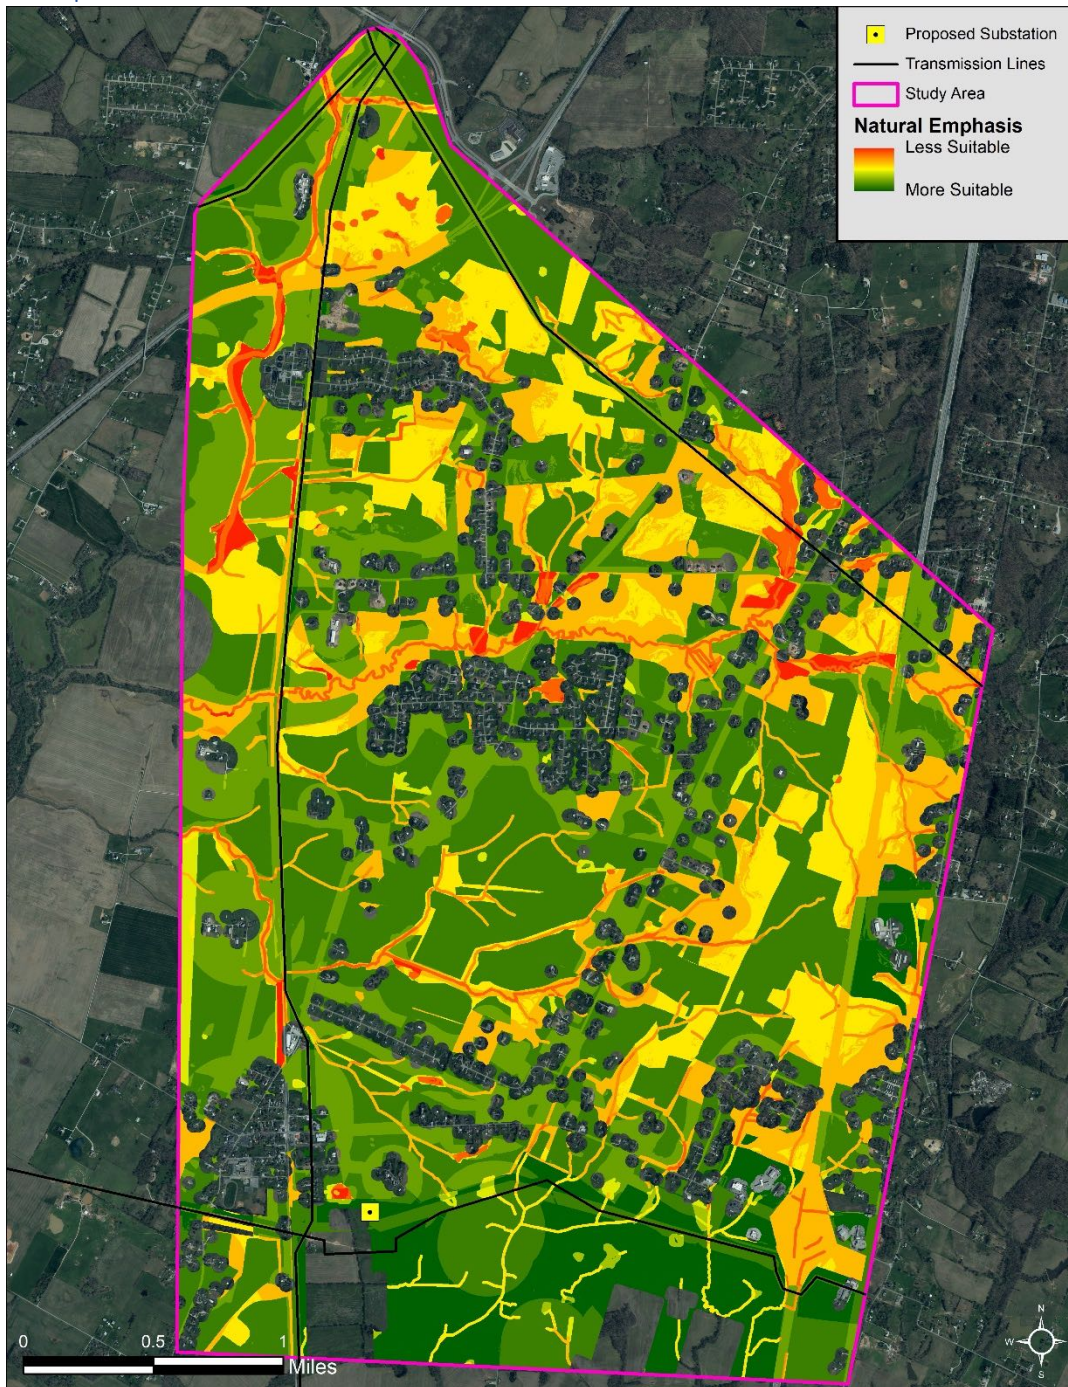 Proposed Substation
Transmission Lines
Study Area
Natural Emphasis
Less Suitable
More Suitable
N
W
E
S
0 0.5 1
Miles